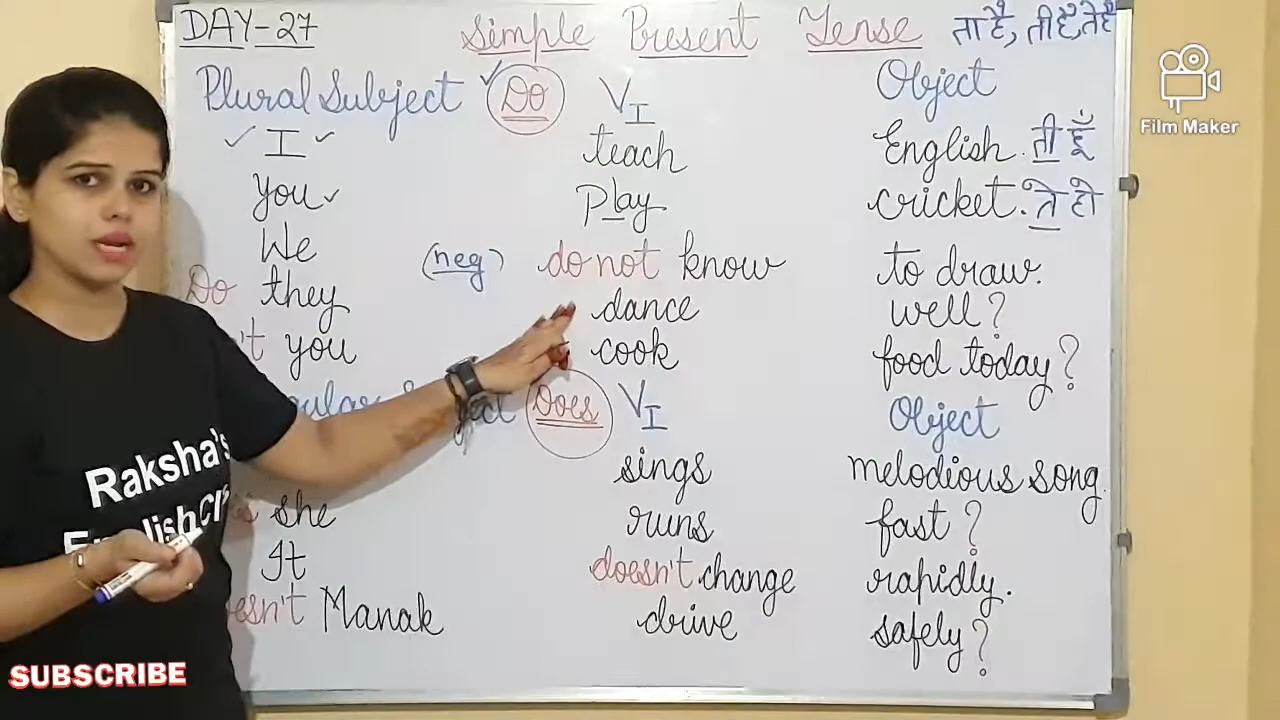 DAY-27 Simple Present Tense ता है, ती है, ते है
Plural Subject Do V I Object
I teach English. ती हूँ
you play cricket. ते हो
We (neg) do not know to draw.
Do they dance well?
't you cook food today?
Does V I Object
sings melodious song.
she runs fast?
It doesn't change rapidly.
esn't Manak drive safely?
Raksha's
English
SUBSCRIBE
Film Maker